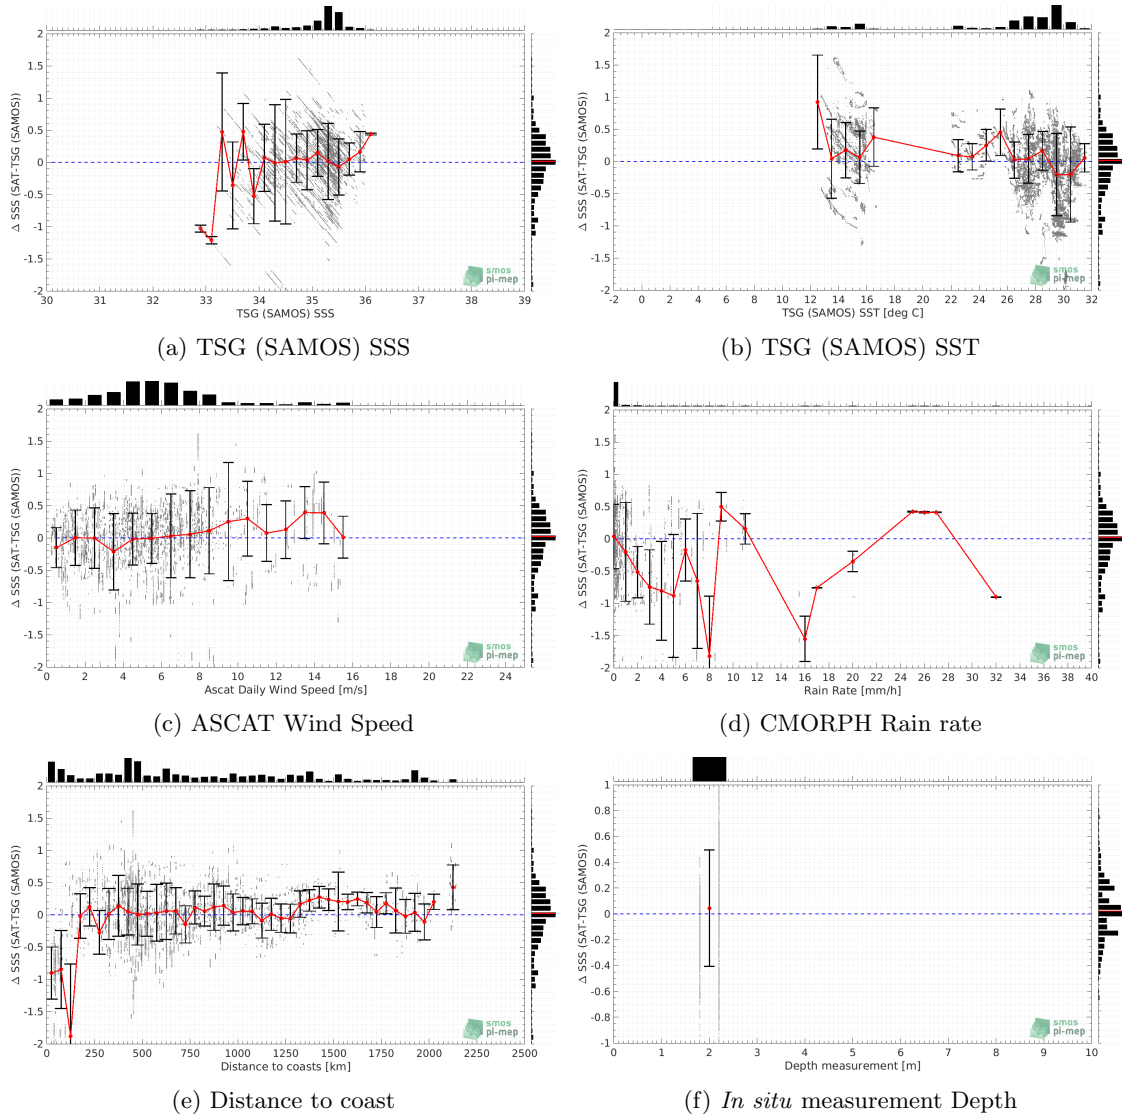 2
1.5
1
0.5
0
-0.5
-1
-1.5
-2
Δ SSS (SAT-TSG (SAMOS))
30 31 32 33 34 35 36 37 38 39
TSG (SAMOS) SSS
smos
pi-mep
(a) TSG (SAMOS) SSS
2
1.5
1
0.5
0
-0.5
-1
-1.5
-2
Δ SSS (SAT-TSG (SAMOS))
-2 0 2 4 6 8 10 12 14 16 18 20 22 24 26 28 30 32
TSG (SAMOS) SST [deg C]
smos
pi-mep
(b) TSG (SAMOS) SST
2
1.5
1
0.5
0
-0.5
-1
-1.5
-2
Δ SSS (SAT-TSG (SAMOS))
0 2 4 6 8 10 12 14 16 18 20 22 24
Ascat Daily Wind Speed [m/s]
smos
pi-mep
(c) ASCAT Wind Speed
2
1.5
1
0.5
0
-0.5
-1
-1.5
-2
Δ SSS (SAT-TSG (SAMOS))
0 2 4 6 8 10 12 14 16 18 20 22 24 26 28 30 32 34 36 38 40
Rain Rate [mm/h]
smos
pi-mep
(d) CMORPH Rain rate
2
1.5
1
0.5
0
-0.5
-1
-1.5
-2
Δ SSS (SAT-TSG (SAMOS))
0 250 500 750 1000 1250 1500 1750 2000 2250 2500
Distance to coasts [km]
smos
pi-mep
(e) Distance to coast
1
0.8
0.6
0.4
0.2
0
-0.2
-0.4
-0.6
-0.8
-1
Δ SSS (SAT-TSG (SAMOS))
0 1 2 3 4 5 6 7 8 9 10
Depth measurement [m]
smos
pi-mep
(f) In situ measurement Depth